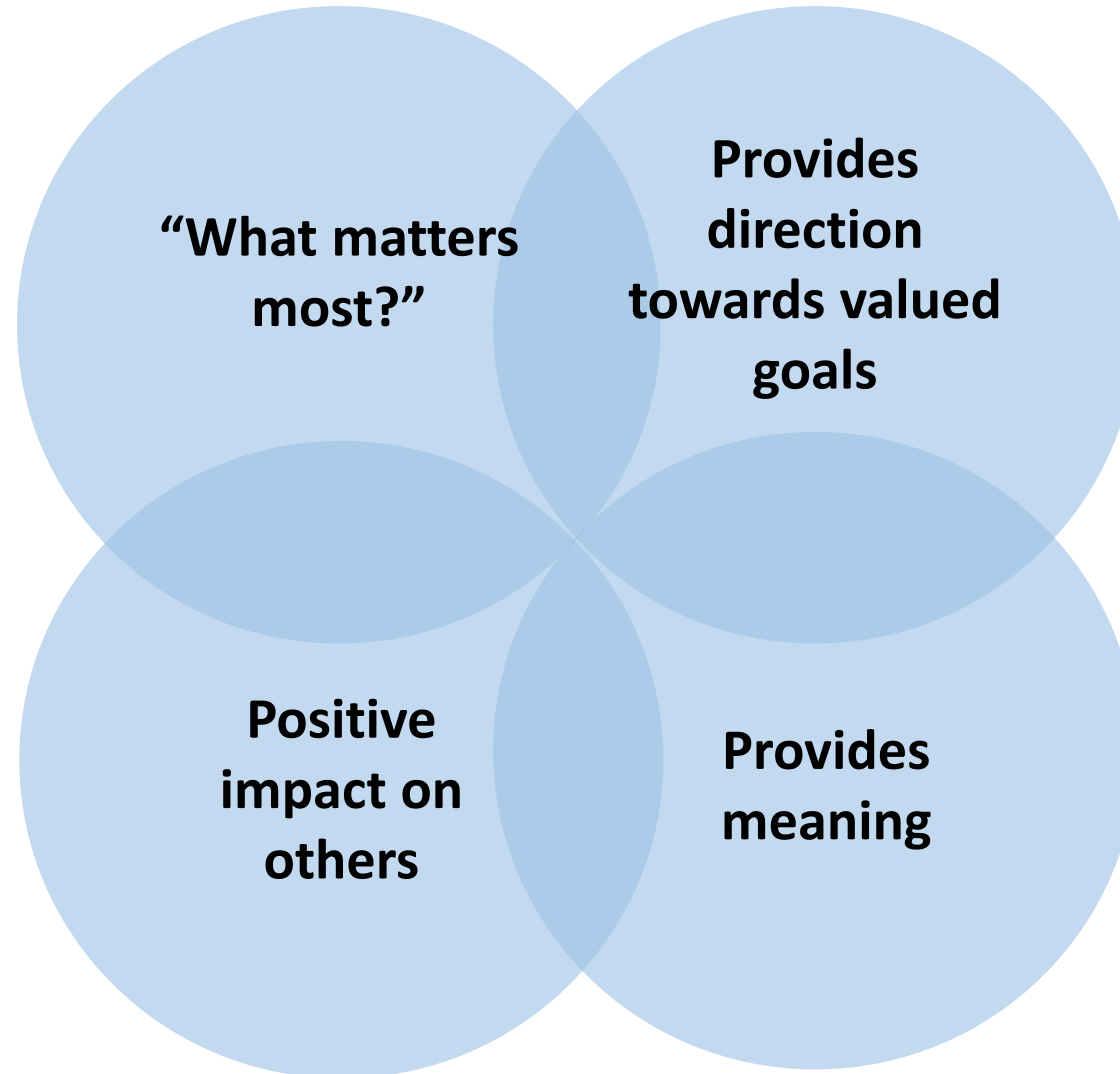 “What matters
most?”
Provides
direction
towards valued
goals
Positive
impact on
others
Provides
meaning